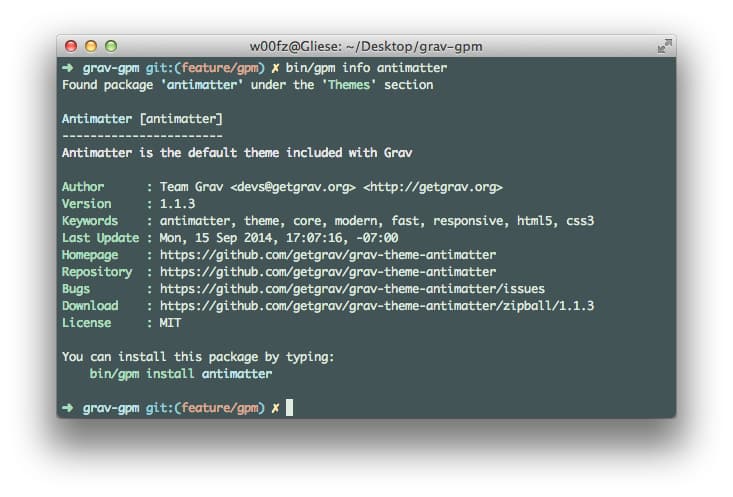 w00fz@Gliese: ~/Desktop/grav-gpm
➜ grav-gpm git:(feature/gpm) ✗ bin/gpm info antimatter
Found package 'antimatter' under the 'Themes' section
Antimatter [antimatter]
-----------------------
Antimatter is the default theme included with Grav
Author : Team Grav <devs@getgrav.org> <http://getgrav.org>
Version : 1.1.3
Keywords : antimatter, theme, core, modern, fast, responsive, html5, css3
Last Update : Mon, 15 Sep 2014, 17:07:16, -07:00
Homepage : https://github.com/getgrav/grav-theme-antimatter
Repository : https://github.com/getgrav/grav-theme-antimatter
Bugs : https://github.com/getgrav/grav-theme-antimatter/issues
Download : https://github.com/getgrav/grav-theme-antimatter/zipball/1.1.3
License : MIT
You can install this package by typing:
bin/gpm install antimatter
➜ grav-gpm git:(feature/gpm) ✗